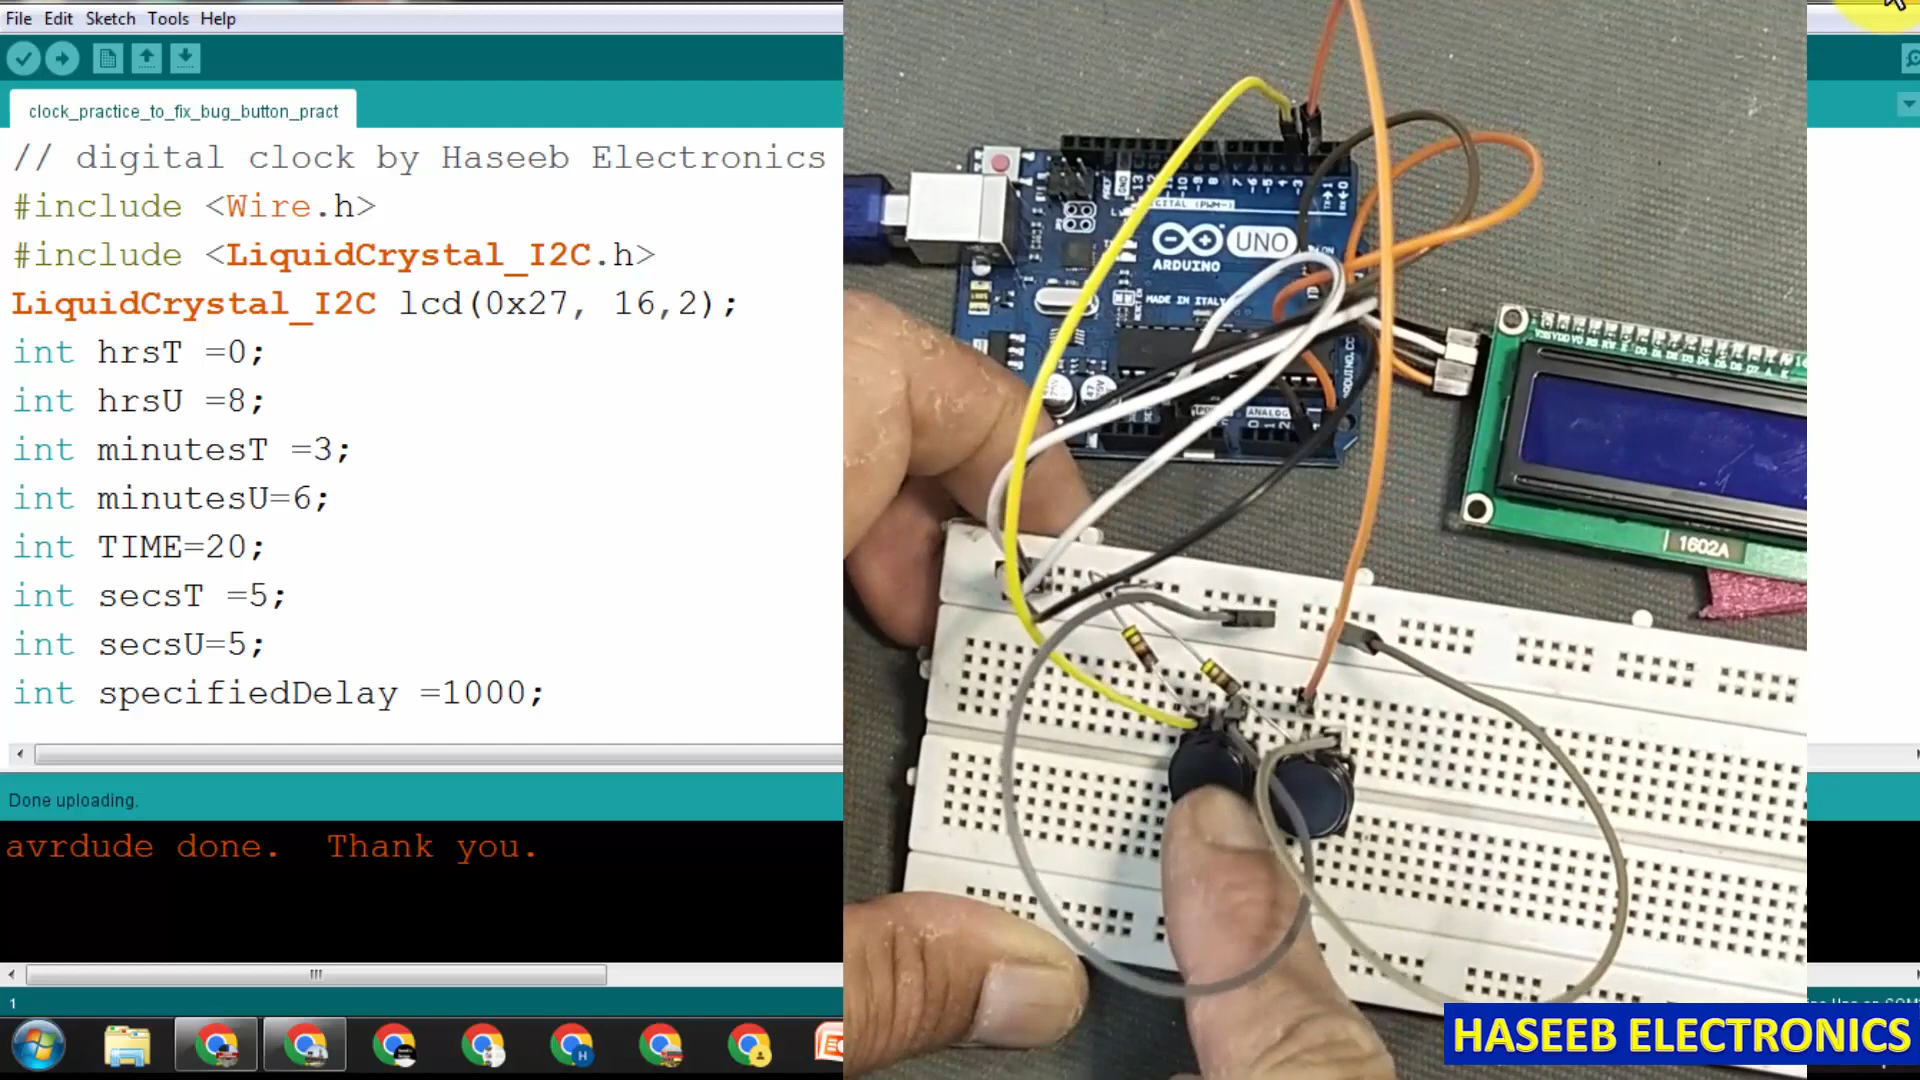 File Edit Sketch Tools Help
clock_practice_to_fix_bug_button_pract
// digital clock by Haseeb Electronics
#include <Wire.h>
#include <LiquidCrystal_I2C.h>
LiquidCrystal_I2C lcd(0x27, 16,2);
int hrsT =0;
int hrsU =8;
int minutesT =3;
int minutesU=6;
int TIME=20;
int secsT =5;
int secsU=5;
int specifiedDelay =1000;
Done uploading.
avrdude done. Thank you.
1
UNO
ARDUINO
MADE IN ITALY
DIGITAL (PWM~)
ANALOG
1602A
HASEEB ELECTRONICS